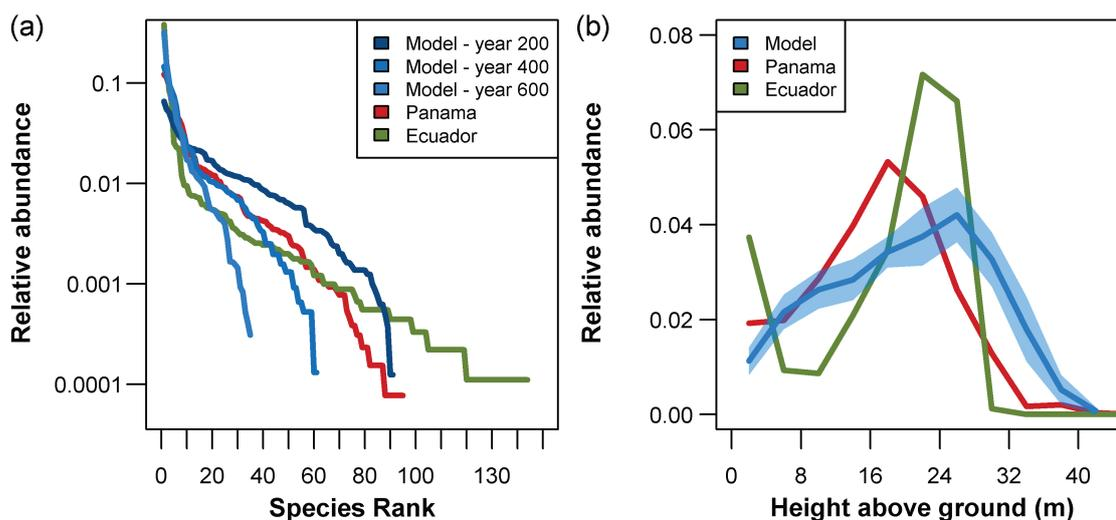 (a)
Model - year 200
Model - year 400
Model - year 600
Panama
Ecuador
Relative abundance
0.1
0.01
0.001
0.0001
0 20 40 60 80 100 130
Species Rank
(b)
Model
Panama
Ecuador
Relative abundance
0.08
0.06
0.04
0.02
0.00
0 8 16 24 32 40
Height above ground (m)